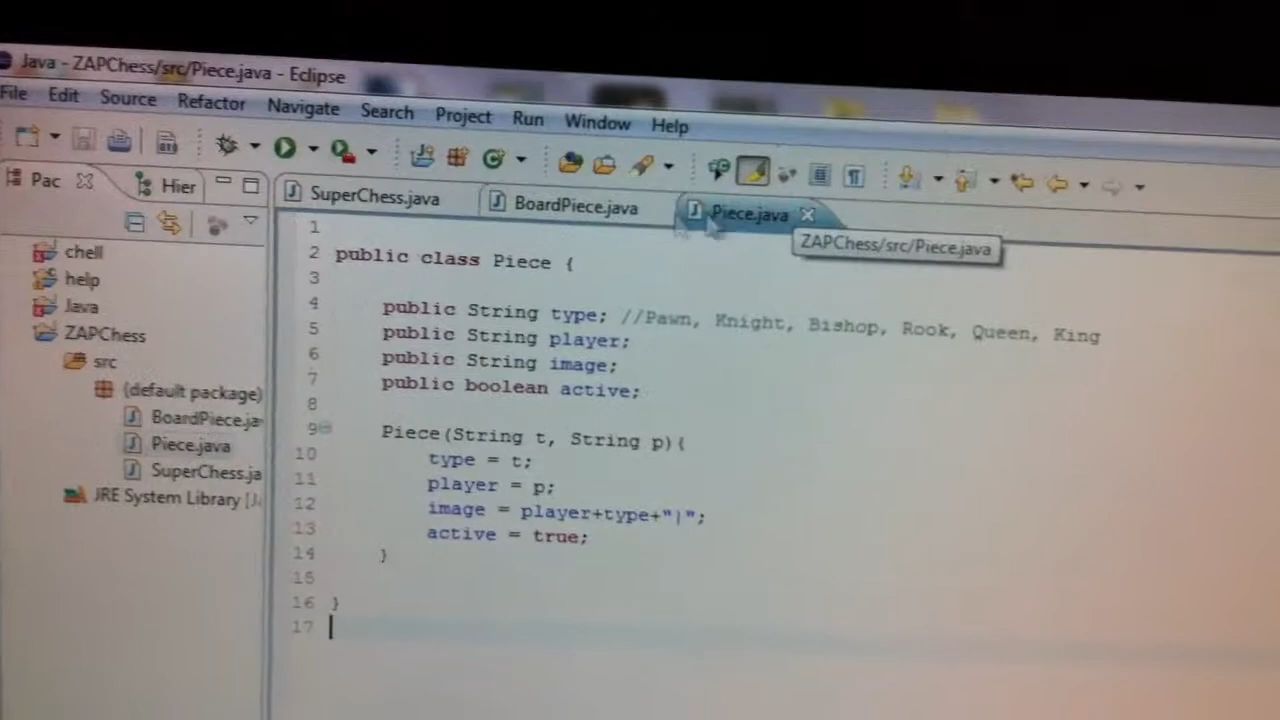 Java - ZAPChess/src/Piece.java - Eclipse
File Edit Source Refactor Navigate Search Project Run Window Help
Pac
Hier
SuperChess.java
BoardPiece.java
Piece.java
ZAPChess/src/Piece.java
chell
help
Java
ZAPChess
src
(default package)
BoardPiece.ja
Piece.java
SuperChess.ja
JRE System Library [J
1
2 public class Piece {
3
4 public String type; //Pawn, Knight, Bishop, Rook, Queen, King
5 public String player;
6 public String image;
7 public boolean active;
8
9 Piece(String t, String p){
10 type = t;
11 player = p;
12 image = player+type+"|";
13 active = true;
14 }
15
16 }
17